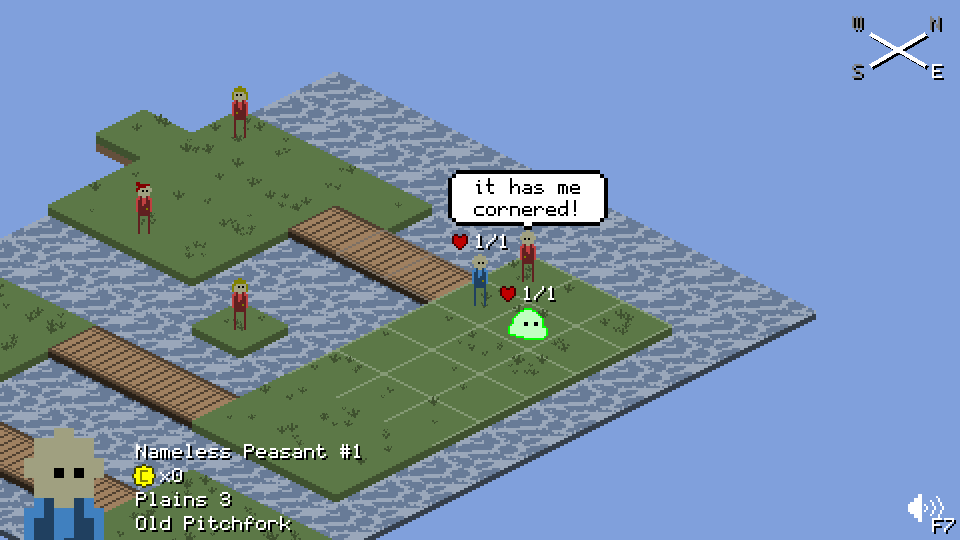 W N
S E
it has me
cornered!
1/1
1/1
Nameless Peasant #1
x0
Plains 3
Old Pitchfork
F7